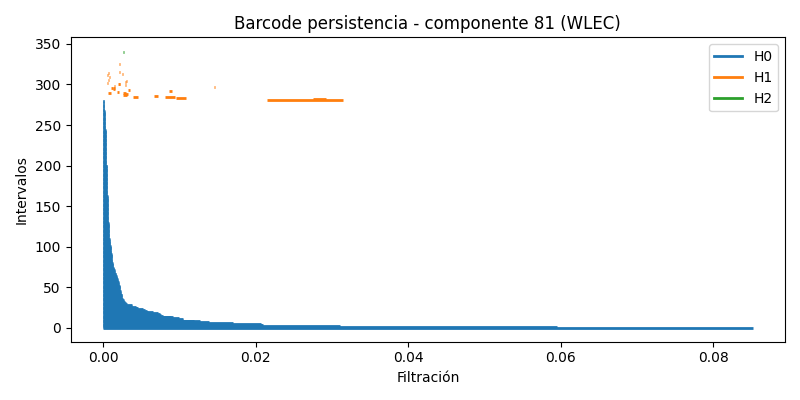 Barcode persistencia - componente 81 (WLEC)
350
300
250
200
150
100
50
0
Intervalos
H0
H1
H2
0.00 0.02 0.04 0.06 0.08
Filtración